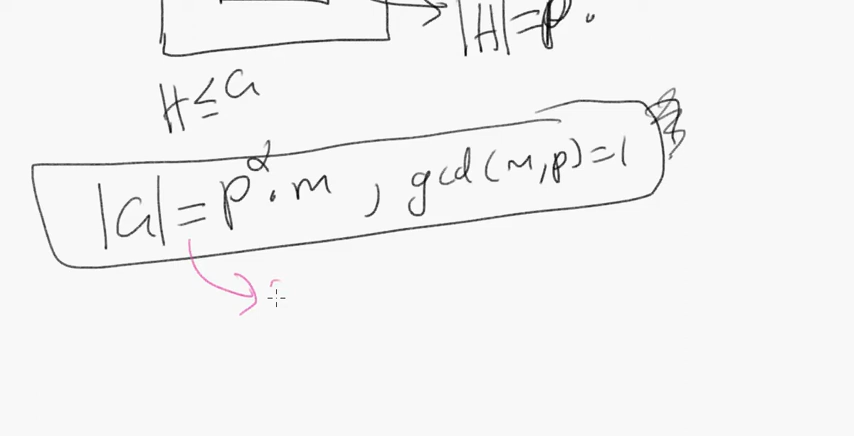 |H|=p.
H≤G
|G|=p^α.m, gcd(m,p)=1